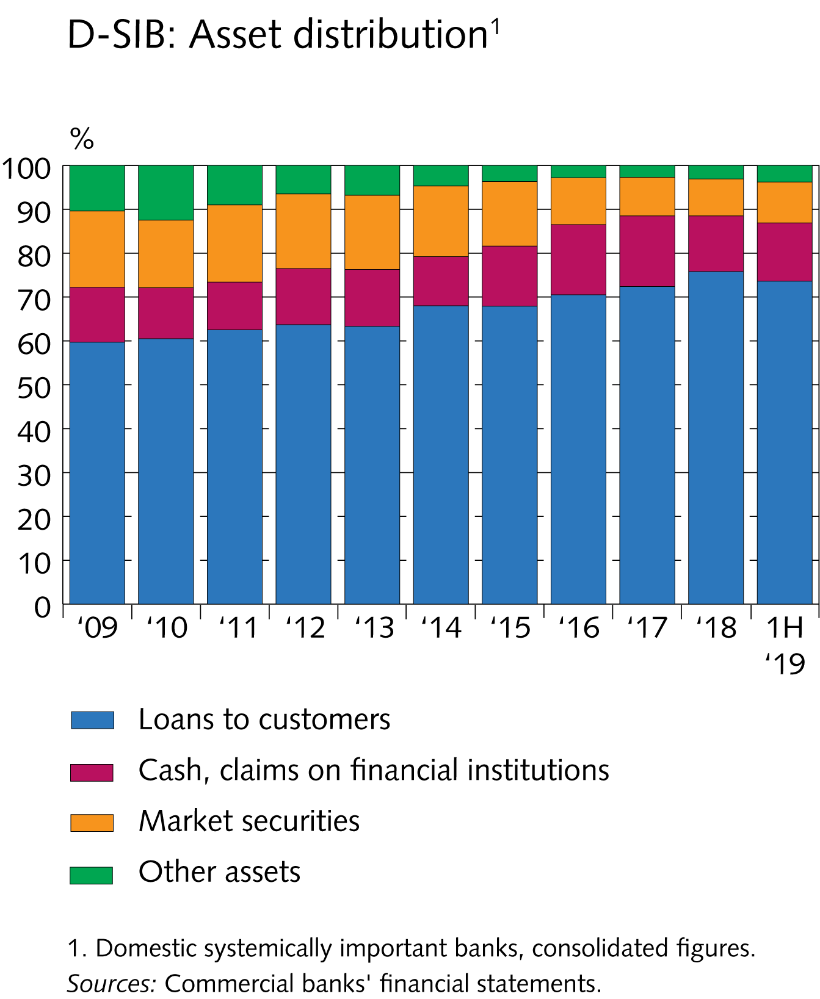 D-SIB: Asset distribution¹
%
100
90
80
70
60
50
40
30
20
10
0
‘09 ‘10 ‘11 ‘12 ‘13 ‘14 ‘15 ‘16 ‘17 ‘18 1H
‘19
Loans to customers
Cash, claims on financial institutions
Market securities
Other assets
1. Domestic systemically important banks, consolidated figures.
Sources: Commercial banks' financial statements.